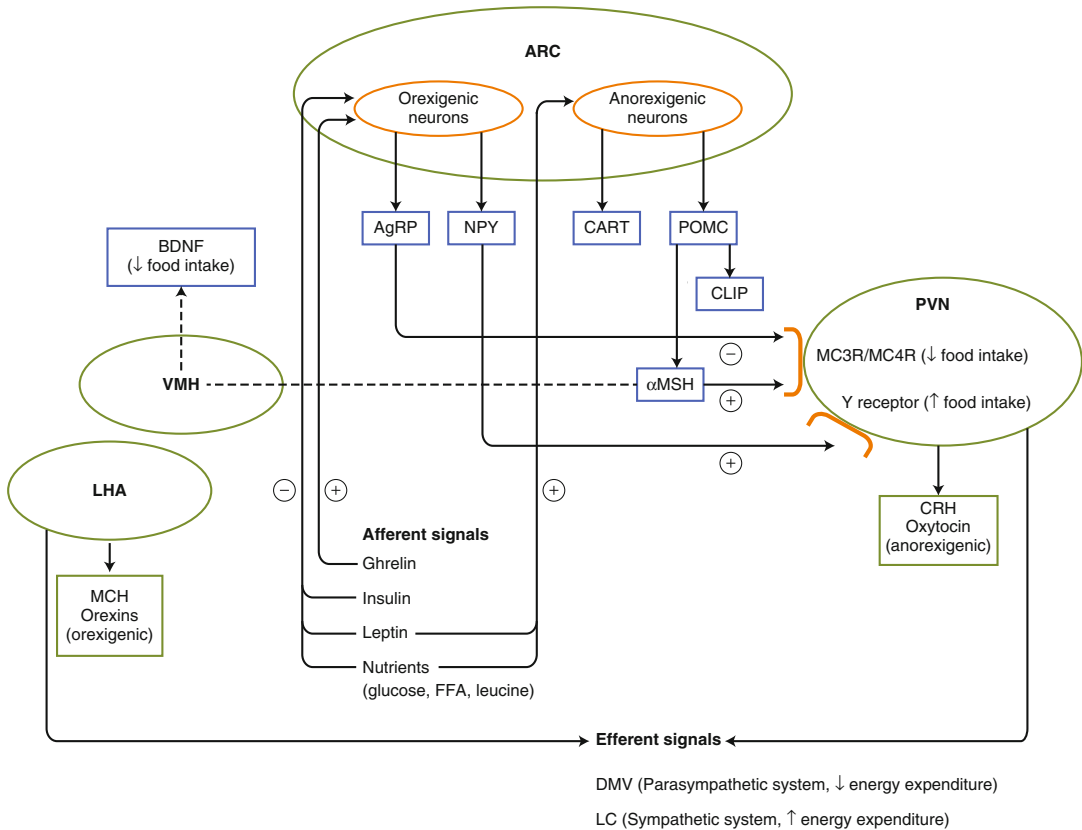 ARC
Orexigenic
neurons
Anorexigenic
neurons
AgRP
NPY
CART
POMC
CLIP
BDNF
(↓ food intake)
VMH
αMSH
PVN
MC3R/MC4R (↓ food intake)
Y receptor (↑ food intake)
−
+
+
LHA
−
+
+
CRH
Oxytocin
(anorexigenic)
MCH
Orexins
(orexigenic)
Afferent signals
Ghrelin
Insulin
Leptin
Nutrients
(glucose, FFA, leucine)
Efferent signals
DMV (Parasympathetic system, ↓ energy expenditure)
LC (Sympathetic system, ↑ energy expenditure)